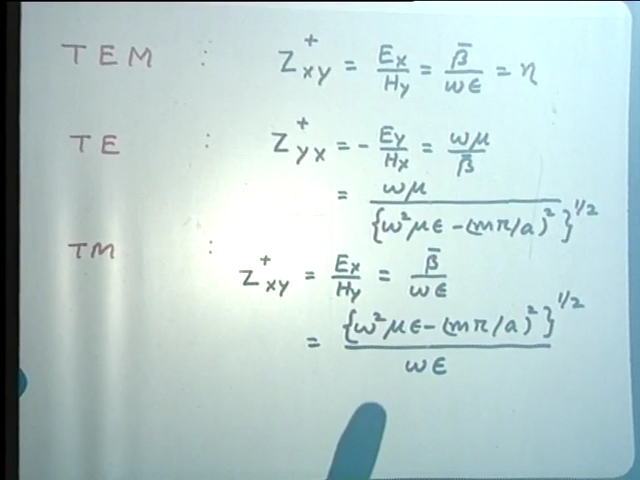 TEM : Z⁺xy = Ex/Hy = β̄/ωϵ = η
TE : Z⁺yx = - Ey/Hx = ωμ/β̄
= ωμ/{ω²μϵ - (mπ/a)²}^1/2
TM : Z⁺xy = Ex/Hy = β̄/ωϵ
= {ω²μϵ - (mπ/a)²}^1/2/ωϵ